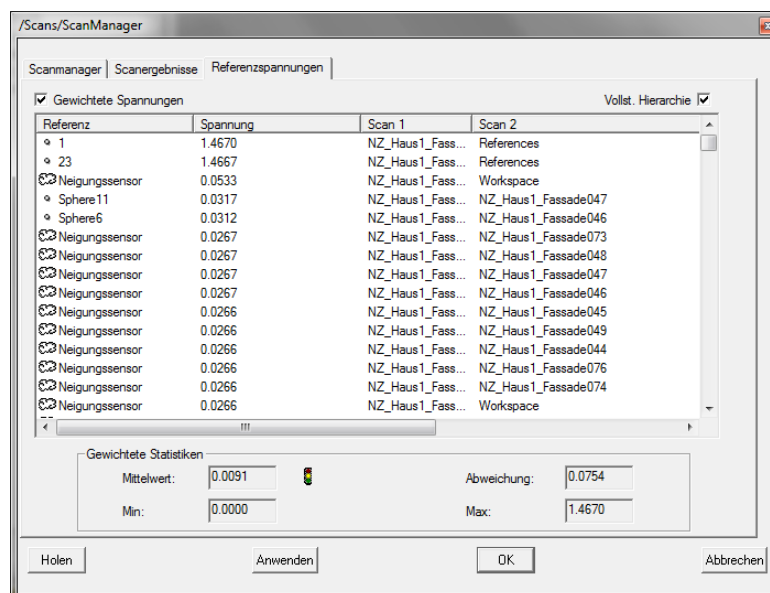 /Scans/ScanManager
Scanmanager Scanergebnisse Referenzspannungen
Gewichtete Spannungen Vollst. Hierarchie
Referenz Spannung Scan 1 Scan 2
1 1.4670 NZ_Haus1_Fass... References
23 1.4667 NZ_Haus1_Fass... References
Neigungssensor 0.0533 NZ_Haus1_Fass... Workspace
Sphere11 0.0317 NZ_Haus1_Fass... NZ_Haus1_Fassade047
Sphere6 0.0312 NZ_Haus1_Fass... NZ_Haus1_Fassade046
Neigungssensor 0.0267 NZ_Haus1_Fass... NZ_Haus1_Fassade073
Neigungssensor 0.0267 NZ_Haus1_Fass... NZ_Haus1_Fassade048
Neigungssensor 0.0267 NZ_Haus1_Fass... NZ_Haus1_Fassade047
Neigungssensor 0.0267 NZ_Haus1_Fass... NZ_Haus1_Fassade046
Neigungssensor 0.0266 NZ_Haus1_Fass... NZ_Haus1_Fassade045
Neigungssensor 0.0266 NZ_Haus1_Fass... NZ_Haus1_Fassade049
Neigungssensor 0.0266 NZ_Haus1_Fass... NZ_Haus1_Fassade044
Neigungssensor 0.0266 NZ_Haus1_Fass... NZ_Haus1_Fassade076
Neigungssensor 0.0266 NZ_Haus1_Fass... NZ_Haus1_Fassade074
Neigungssensor 0.0266 NZ_Haus1_Fass... Workspace
Gewichtete Statistiken
Mittelwert: 0.0091 Abweichung: 0.0754
Min: 0.0000 Max: 1.4670
Holen Anwenden OK Abbrechen